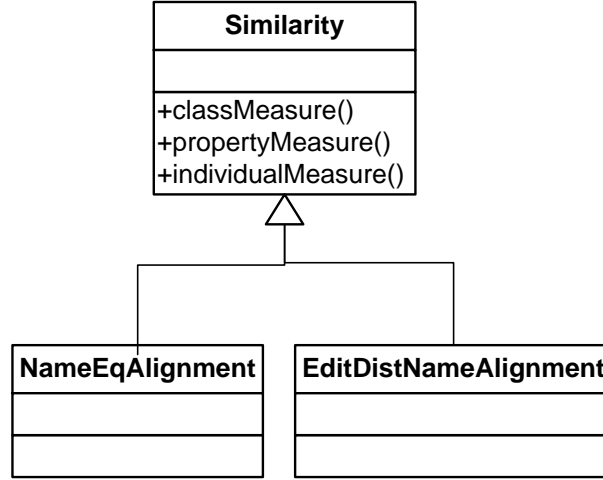 Similarity
+classMeasure()
+propertyMeasure()
+individualMeasure()
NameEqAlignment
EditDistNameAlignment